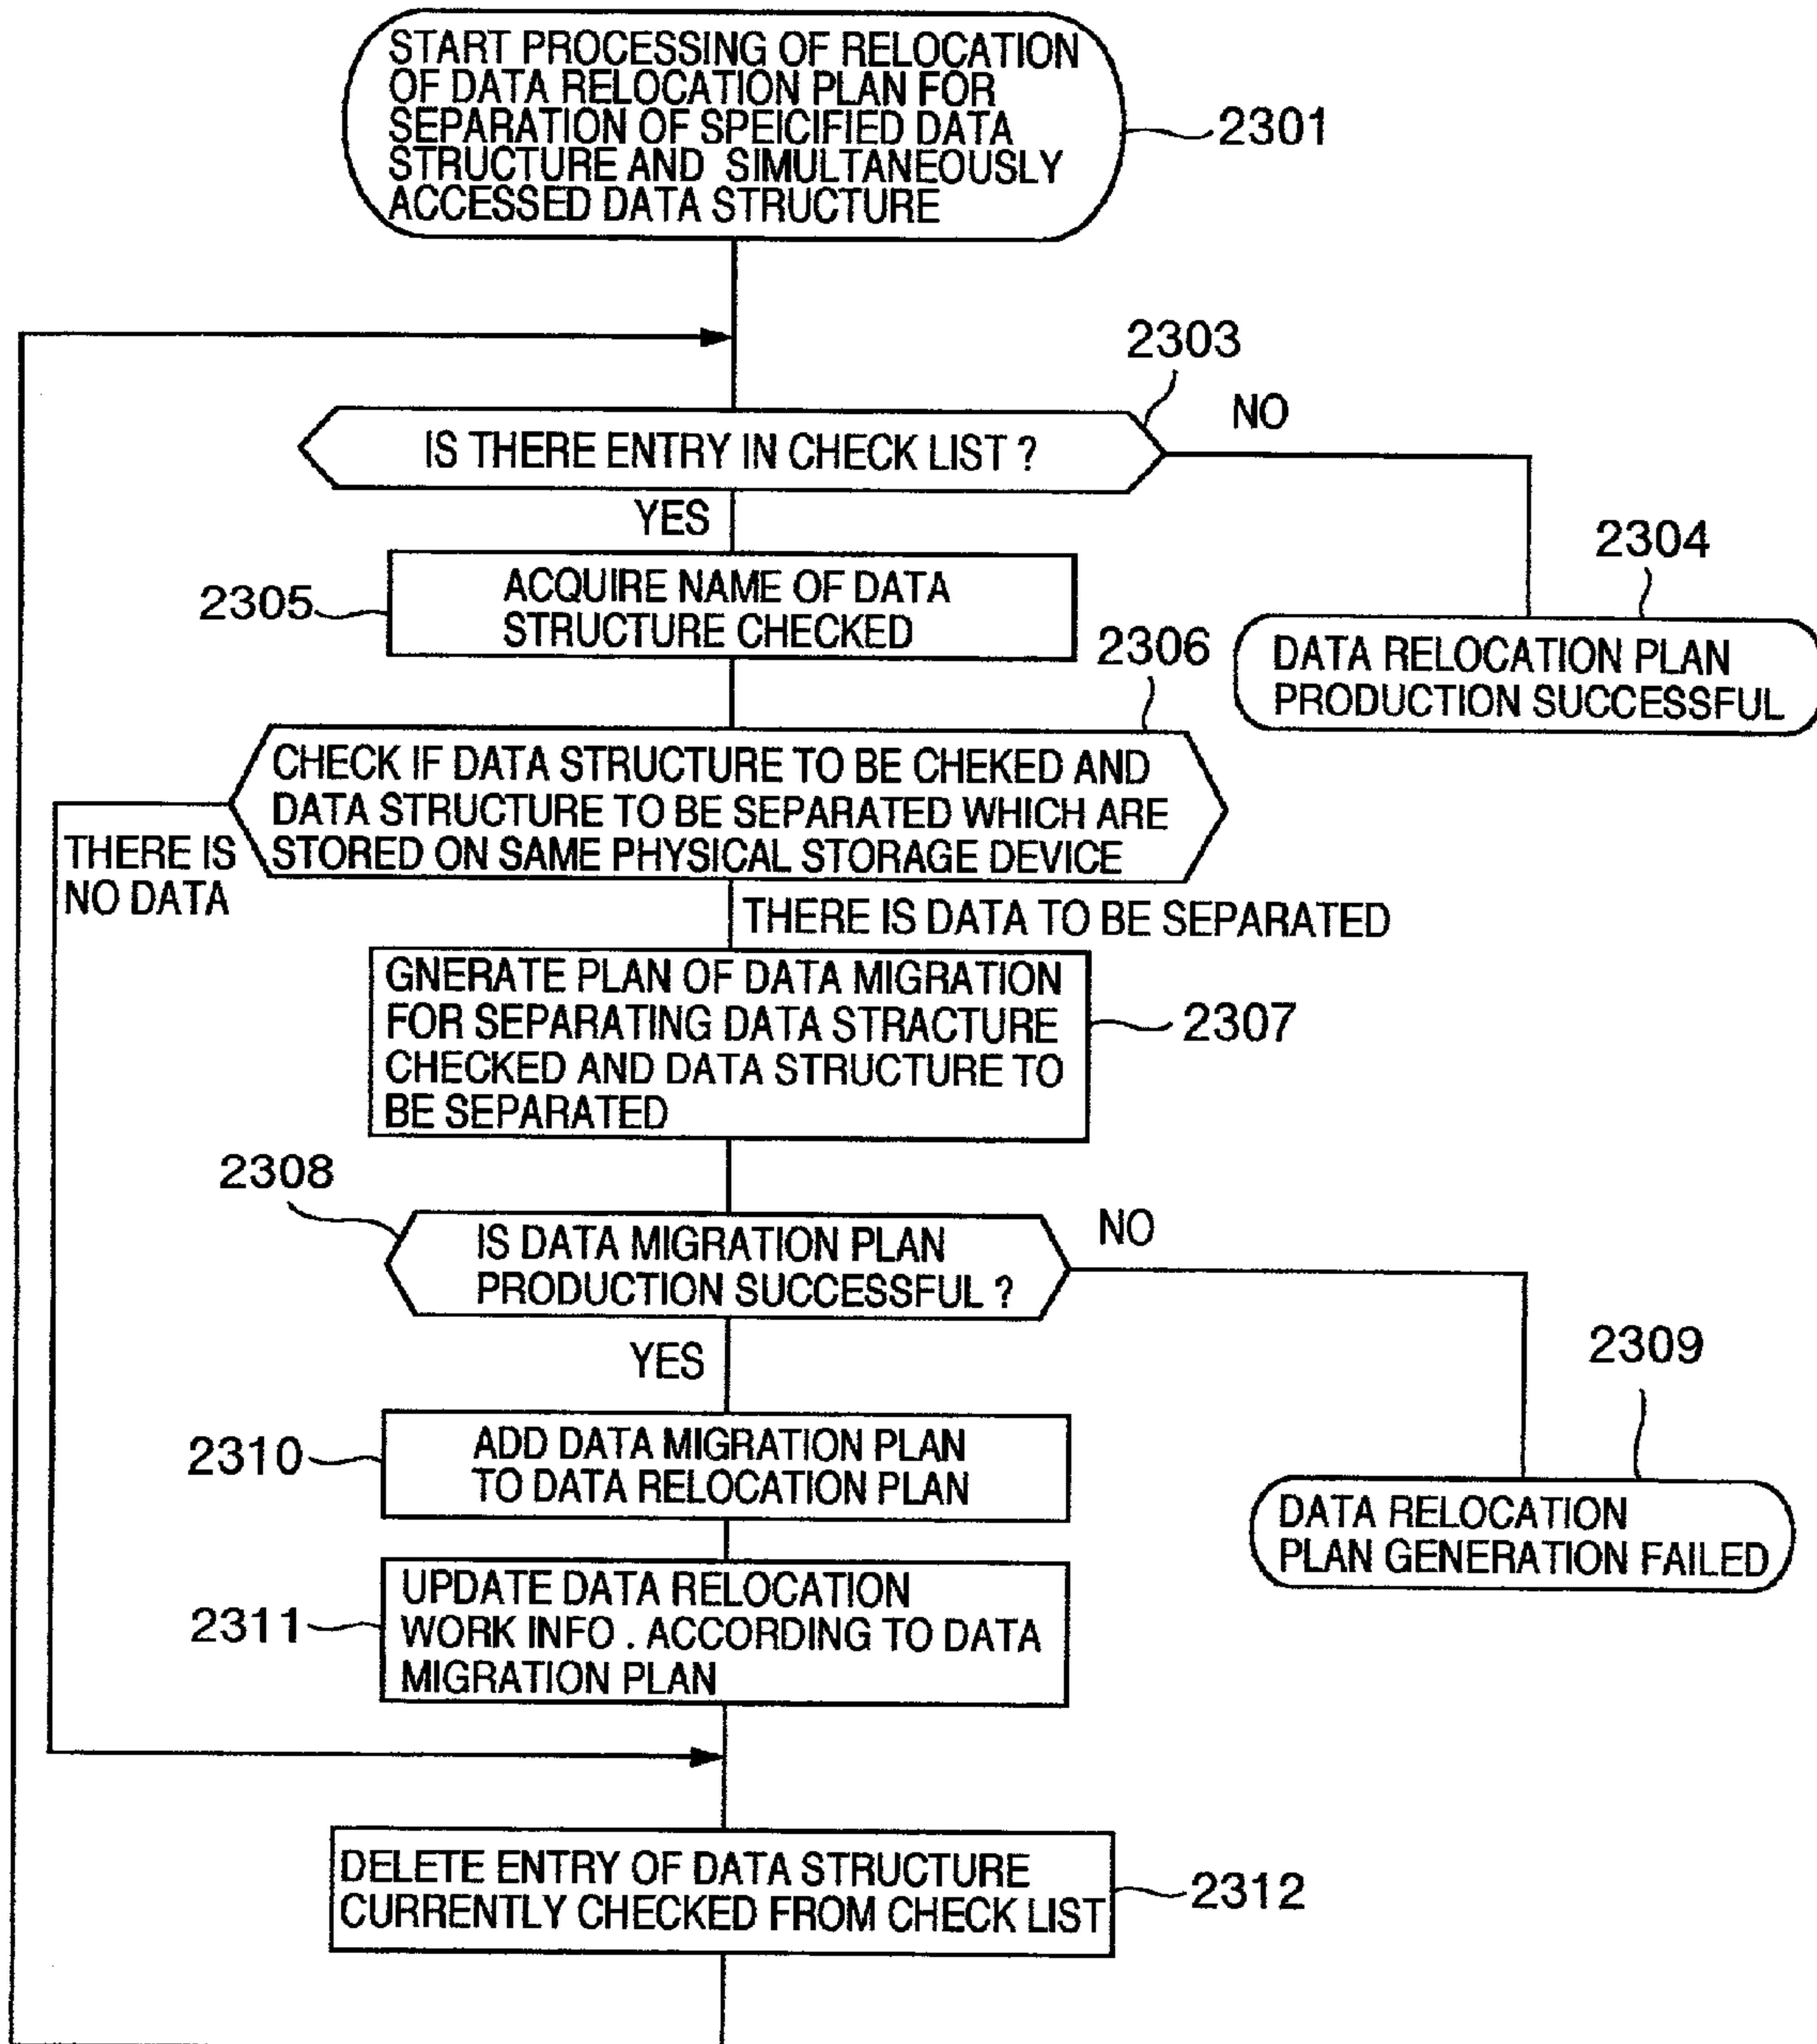 START PROCESSING OF RELOCATION
OF DATA RELOCATION PLAN FOR
SEPARATION OF SPEICIFIED DATA
STRUCTURE AND SIMULTANEOUSLY
ACCESSED DATA STRUCTURE
2301
2303
NO
IS THERE ENTRY IN CHECK LIST ?
YES
2304
2305
ACQUIRE NAME OF DATA
STRUCTURE CHECKED
2306
DATA RELOCATION PLAN
PRODUCTION SUCCESSFUL
CHECK IF DATA STRUCTURE TO BE CHEKED AND
DATA STRUCTURE TO BE SEPARATED WHICH ARE
STORED ON SAME PHYSICAL STORAGE DEVICE
THERE IS
NO DATA
THERE IS DATA TO BE SEPARATED
GNERATE PLAN OF DATA MIGRATION
FOR SEPARATING DATA STRACTURE
CHECKED AND DATA STRUCTURE TO
BE SEPARATED
2307
2308
IS DATA MIGRATION PLAN
PRODUCTION SUCCESSFUL ?
NO
YES
2309
2310
ADD DATA MIGRATION PLAN
TO DATA RELOCATION PLAN
DATA RELOCATION
PLAN GENERATION FAILED
2311
UPDATE DATA RELOCATION
WORK INFO . ACCORDING TO DATA
MIGRATION PLAN
DELETE ENTRY OF DATA STRUCTURE
CURRENTLY CHECKED FROM CHECK LIST
2312